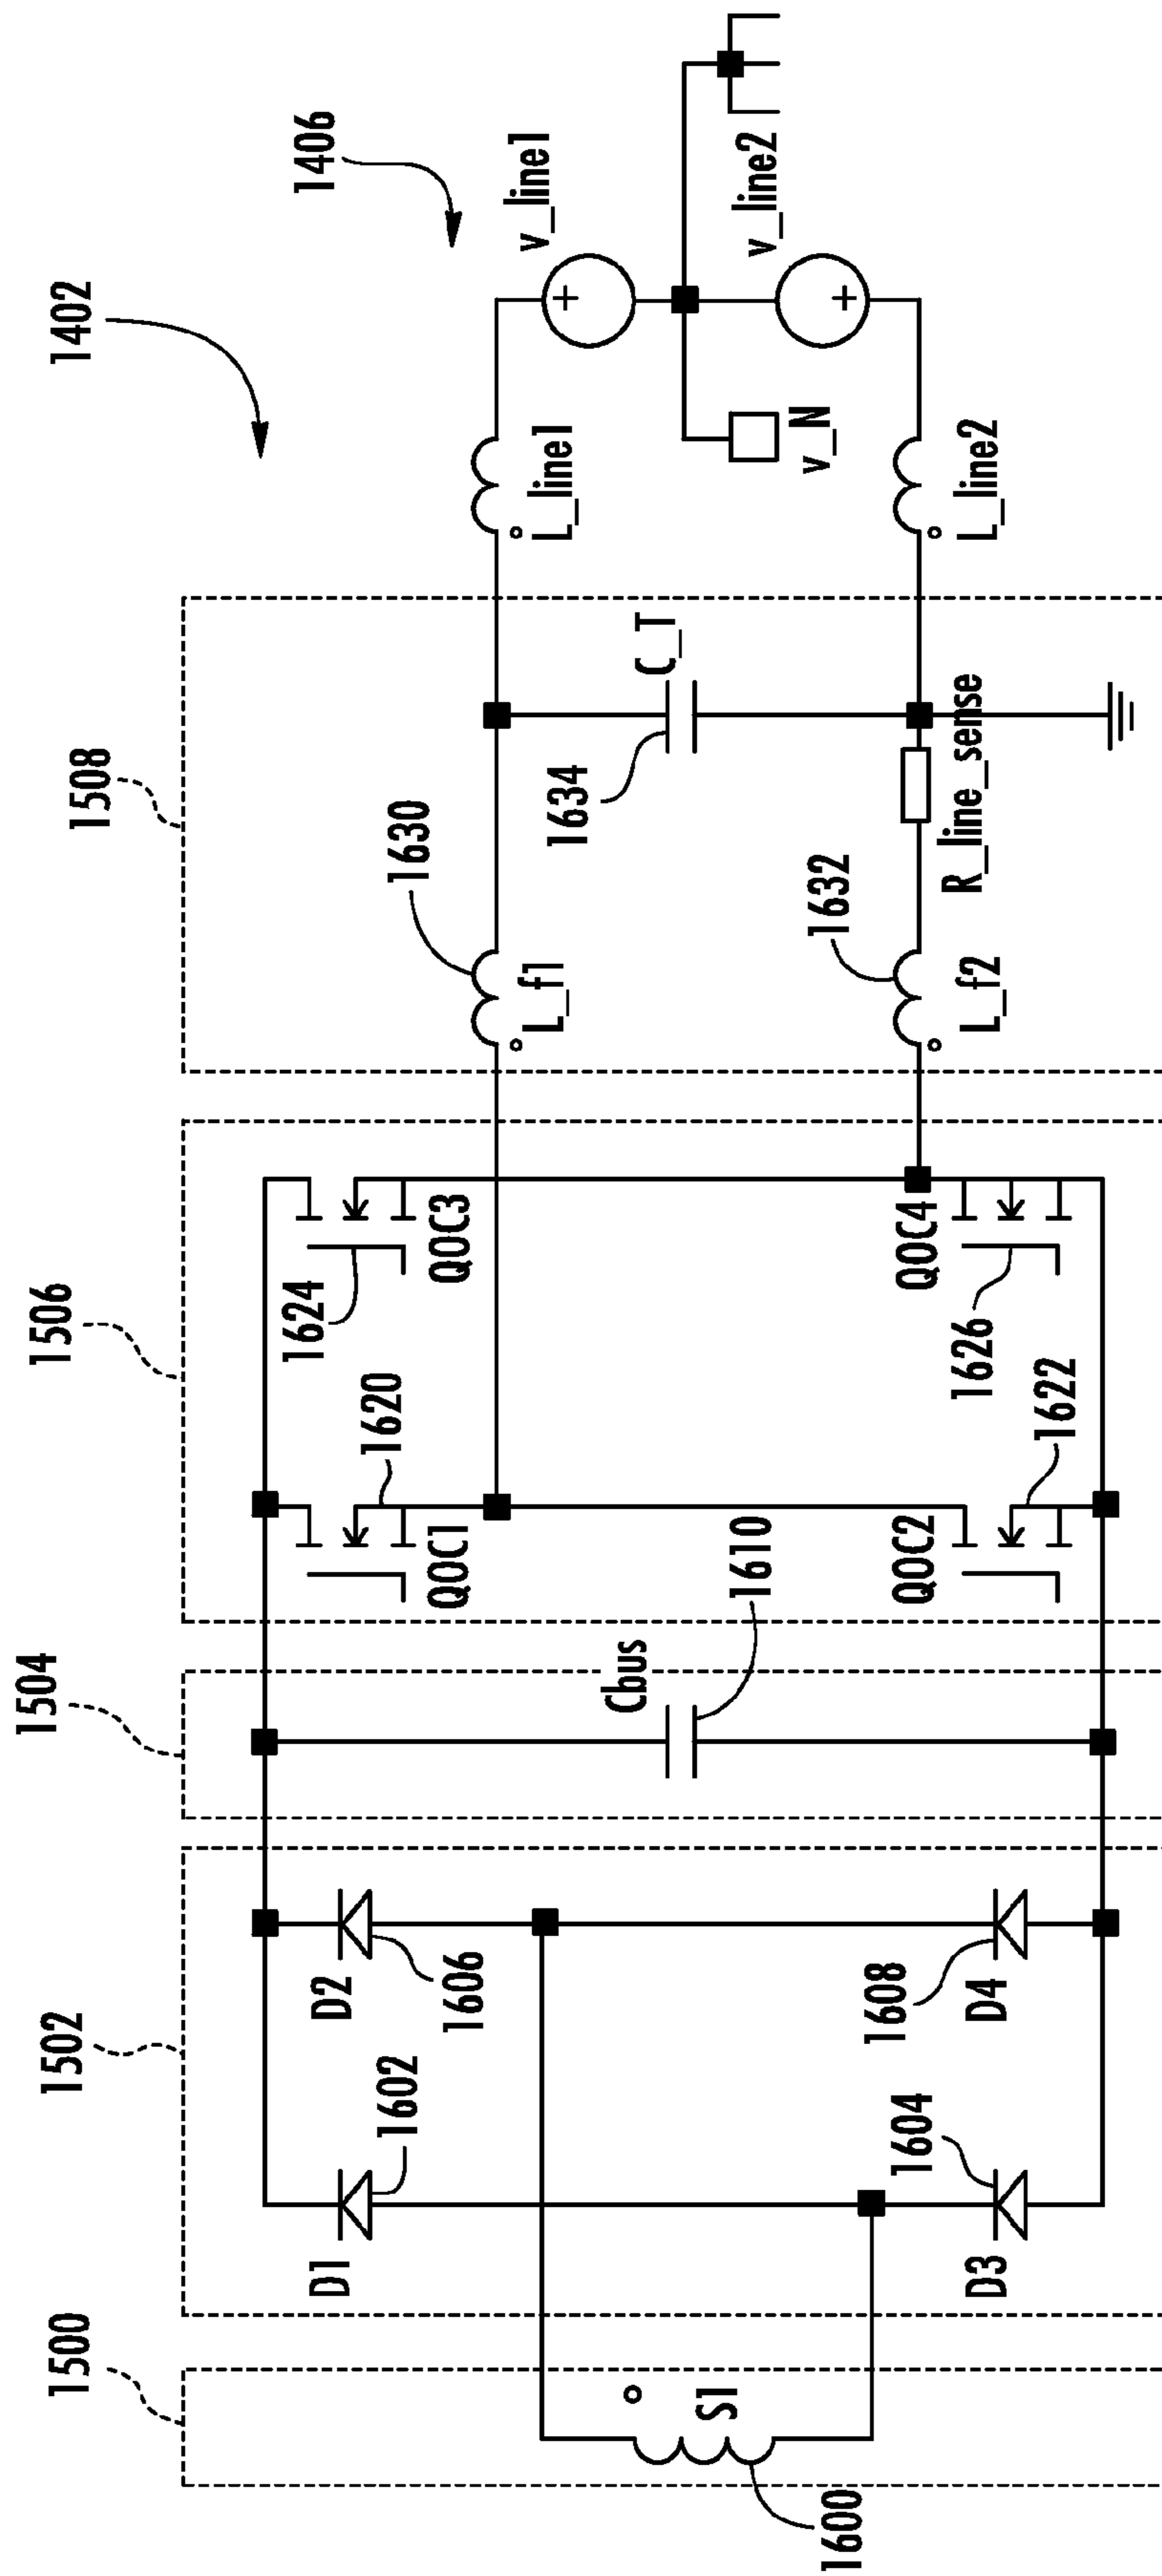 1402
1406
1500
1502
1504
1506
1508
v_line1
v_line2
v_N
L_line1
L_line2
C_T
1634
R_line_sense
1630
L_f1
1632
L_f2
QOC3
1624
QOC4
1626
1620
QOC1
1622
QOC2
Cbus
1610
D2
1606
1608
D4
1602
D1
1604
D3
S1
1600
+
+